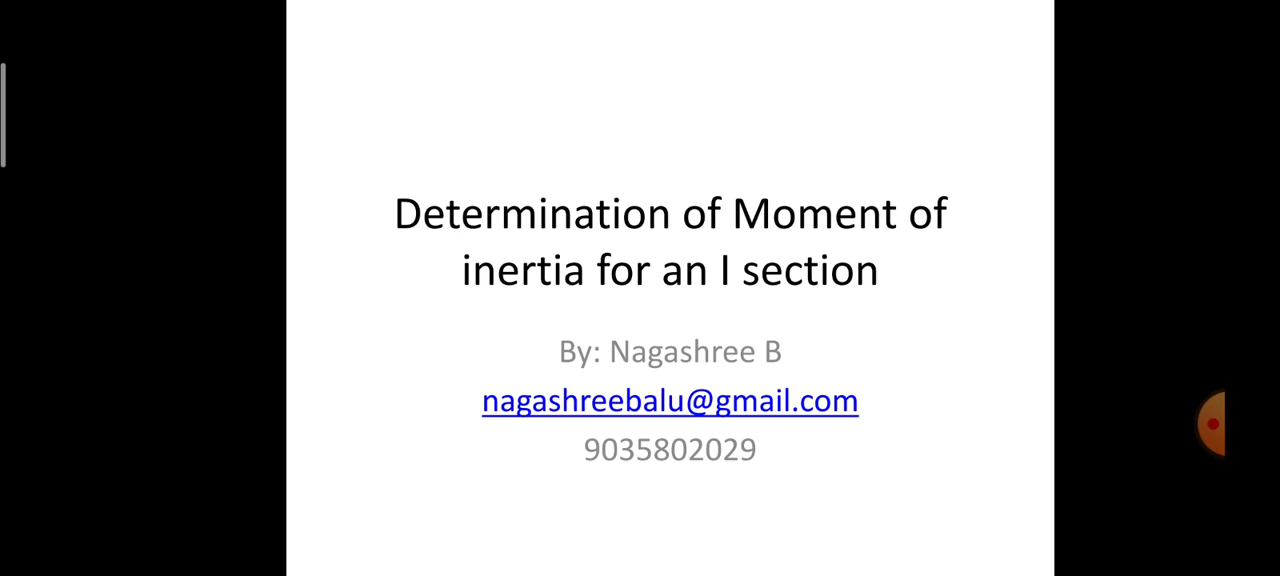 Determination of Moment of
inertia for an I section
By: Nagashree B
nagashreebalu@gmail.com
9035802029